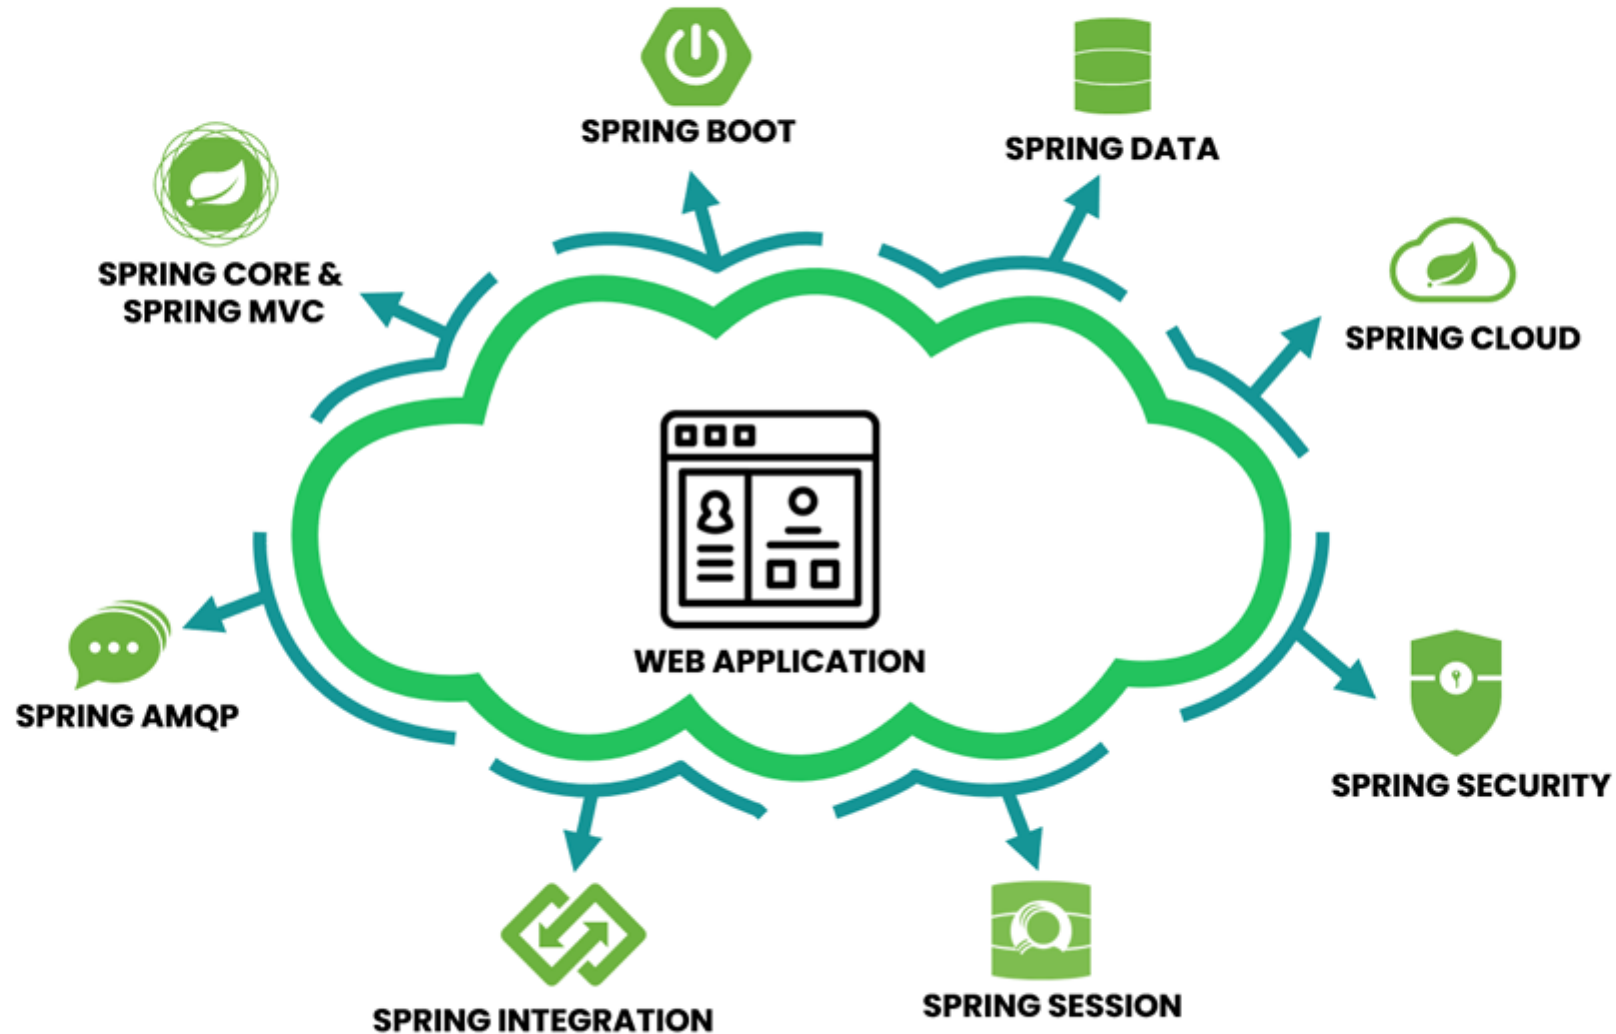 SPRING BOOT
SPRING DATA
SPRING CORE &
SPRING MVC
SPRING CLOUD
WEB APPLICATION
SPRING AMQP
SPRING SECURITY
SPRING INTEGRATION
SPRING SESSION